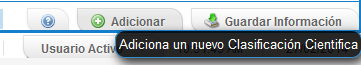 Adicionar Guardar Información
Usuario Activ
Adiciona un nuevo Clasificación Cientifica